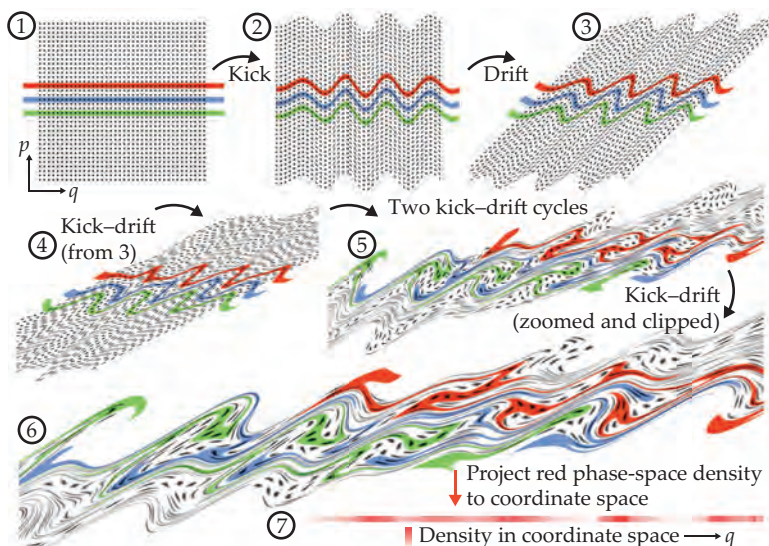 1
Kick
2
Drift
3
p
q
4
Kick–drift
(from 3)
Two kick–drift cycles
5
Kick–drift
(zoomed and clipped)
6
Project red phase-space density
to coordinate space
7
Density in coordinate space
q